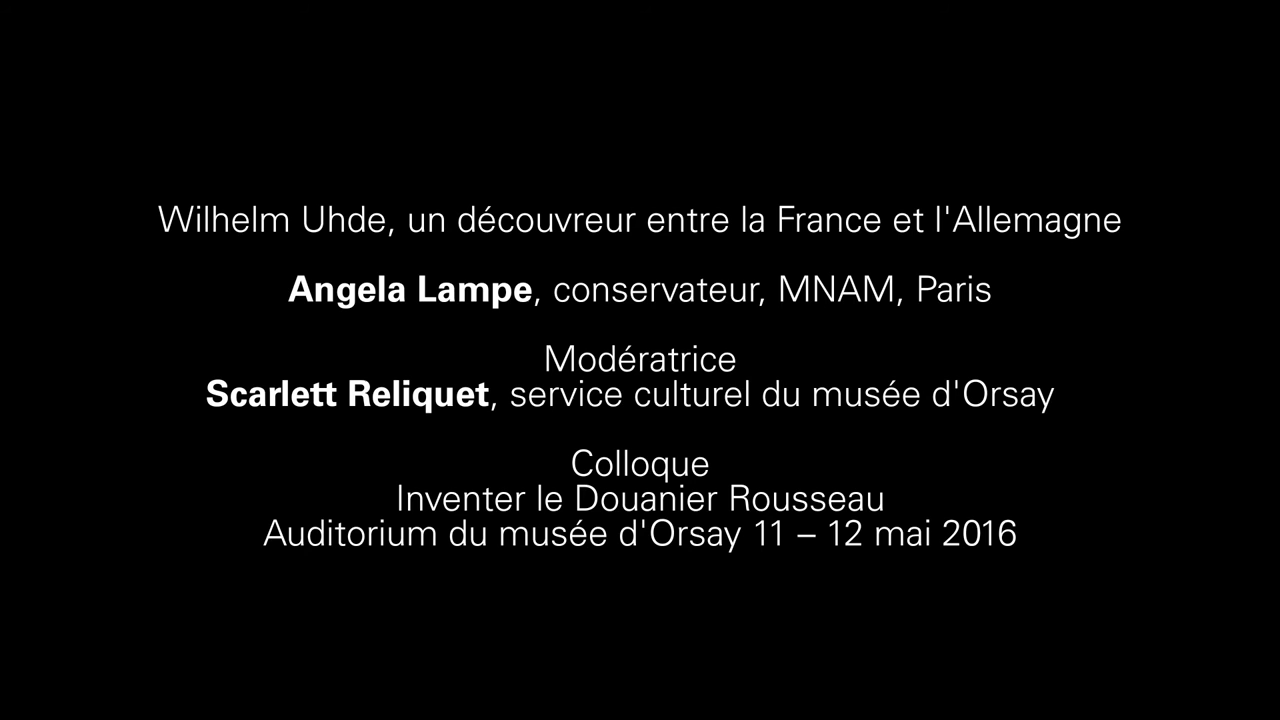 Wilhelm Uhde, un découvreur entre la France et l'Allemagne
Angela Lampe, conservateur, MNAM, Paris
Modératrice
Scarlett Reliquet, service culturel du musée d'Orsay
Colloque
Inventer le Douanier Rousseau
Auditorium du musée d'Orsay 11 – 12 mai 2016